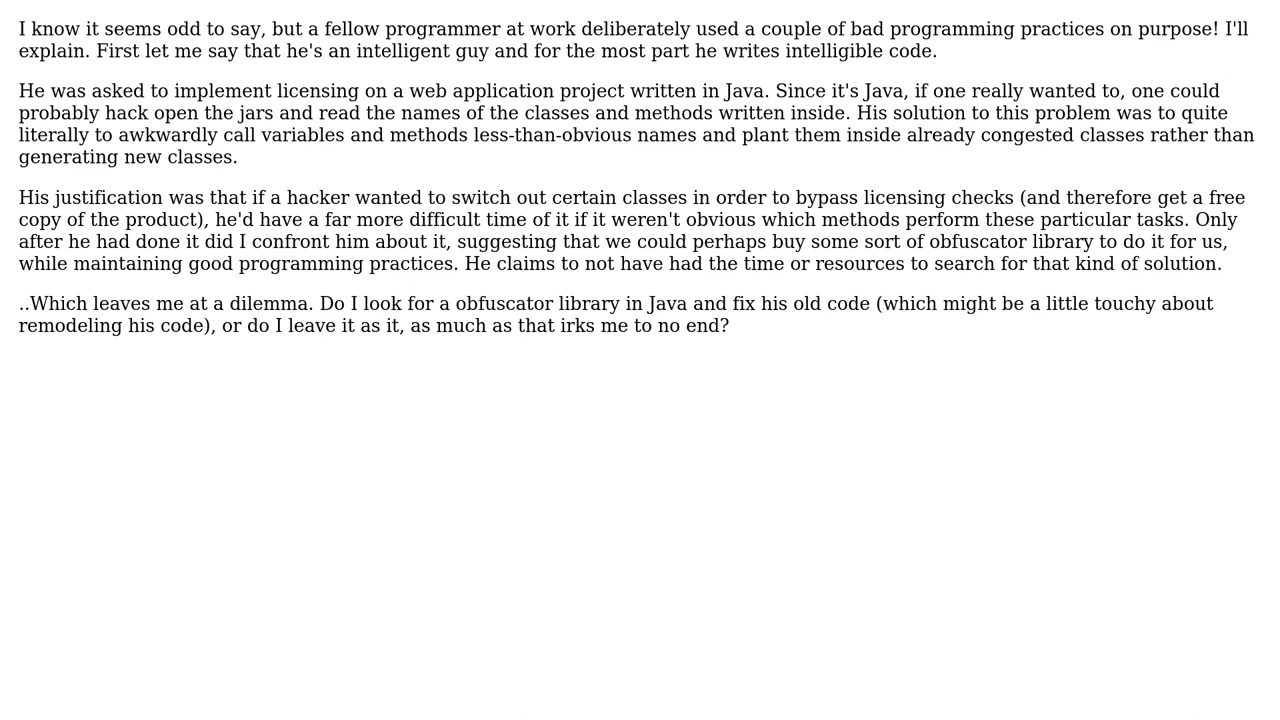 I know it seems odd to say, but a fellow programmer at work deliberately used a couple of bad programming practices on purpose! I'll
explain. First let me say that he's an intelligent guy and for the most part he writes intelligible code.
He was asked to implement licensing on a web application project written in Java. Since it's Java, if one really wanted to, one could
probably hack open the jars and read the names of the classes and methods written inside. His solution to this problem was to quite
literally to awkwardly call variables and methods less-than-obvious names and plant them inside already congested classes rather than
generating new classes.
His justification was that if a hacker wanted to switch out certain classes in order to bypass licensing checks (and therefore get a free
copy of the product), he'd have a far more difficult time of it if it weren't obvious which methods perform these particular tasks. Only
after he had done it did I confront him about it, suggesting that we could perhaps buy some sort of obfuscator library to do it for us,
while maintaining good programming practices. He claims to not have had the time or resources to search for that kind of solution.
..Which leaves me at a dilemma. Do I look for a obfuscator library in Java and fix his old code (which might be a little touchy about
remodeling his code), or do I leave it as it, as much as that irks me to no end?